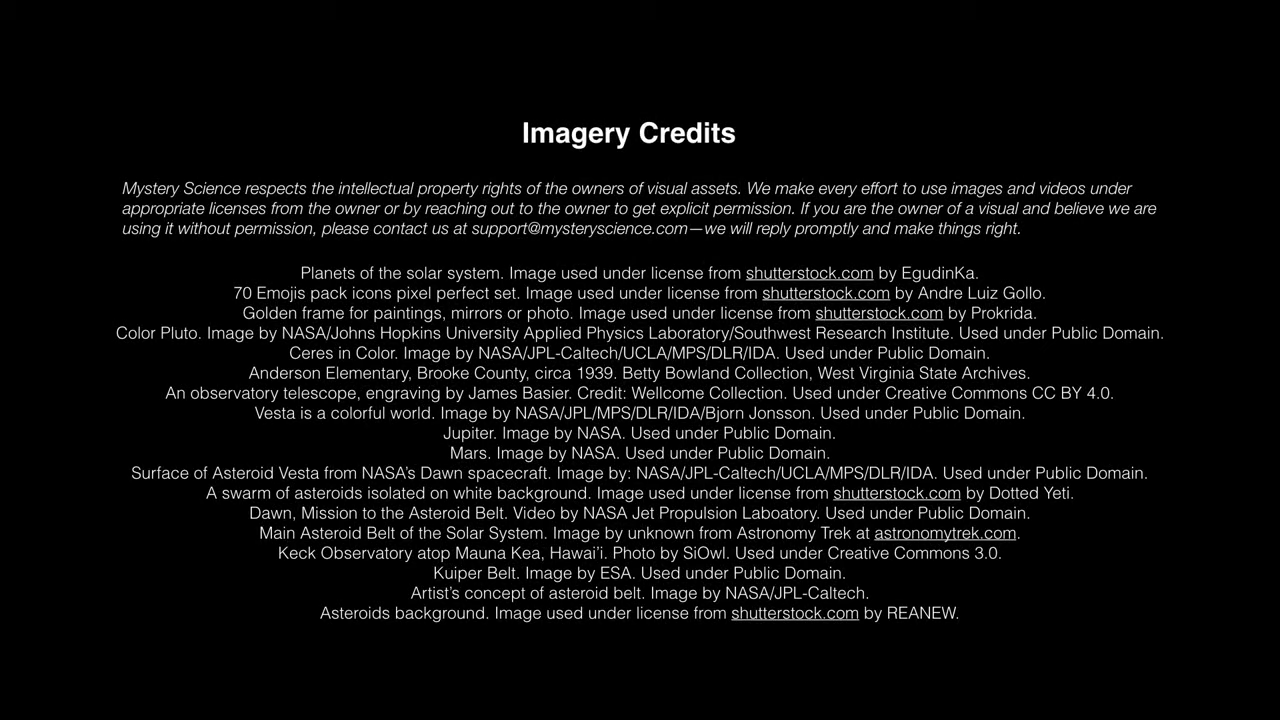 Imagery Credits
Mystery Science respects the intellectual property rights of the owners of visual assets. We make every effort to use images and videos under
appropriate licenses from the owner or by reaching out to the owner to get explicit permission. If you are the owner of a visual and believe we are
using it without permission, please contact us at support@mysteryscience.com—we will reply promptly and make things right.
Planets of the solar system. Image used under license from shutterstock.com by EgudinKa.
70 Emojis pack icons pixel perfect set. Image used under license from shutterstock.com by Andre Luiz Gollo.
Golden frame for paintings, mirrors or photo. Image used under license from shutterstock.com by Prokrida.
Color Pluto. Image by NASA/Johns Hopkins University Applied Physics Laboratory/Southwest Research Institute. Used under Public Domain.
Ceres in Color. Image by NASA/JPL-Caltech/UCLA/MPS/DLR/IDA. Used under Public Domain.
Anderson Elementary, Brooke County, circa 1939. Betty Bowland Collection, West Virginia State Archives.
An observatory telescope, engraving by James Basier. Credit: Wellcome Collection. Used under Creative Commons CC BY 4.0.
Vesta is a colorful world. Image by NASA/JPL/MPS/DLR/IDA/Bjorn Jonsson. Used under Public Domain.
Jupiter. Image by NASA. Used under Public Domain.
Mars. Image by NASA. Used under Public Domain.
Surface of Asteroid Vesta from NASA's Dawn spacecraft. Image by: NASA/JPL-Caltech/UCLA/MPS/DLR/IDA. Used under Public Domain.
A swarm of asteroids isolated on white background. Image used under license from shutterstock.com by Dotted Yeti.
Dawn, Mission to the Asteroid Belt. Video by NASA Jet Propulsion Laboatory. Used under Public Domain.
Main Asteroid Belt of the Solar System. Image by unknown from Astronomy Trek at astronomytrek.com.
Keck Observatory atop Mauna Kea, Hawai'i. Photo by SiOwl. Used under Creative Commons 3.0.
Kuiper Belt. Image by ESA. Used under Public Domain.
Artist's concept of asteroid belt. Image by NASA/JPL-Caltech.
Asteroids background. Image used under license from shutterstock.com by REANEW.